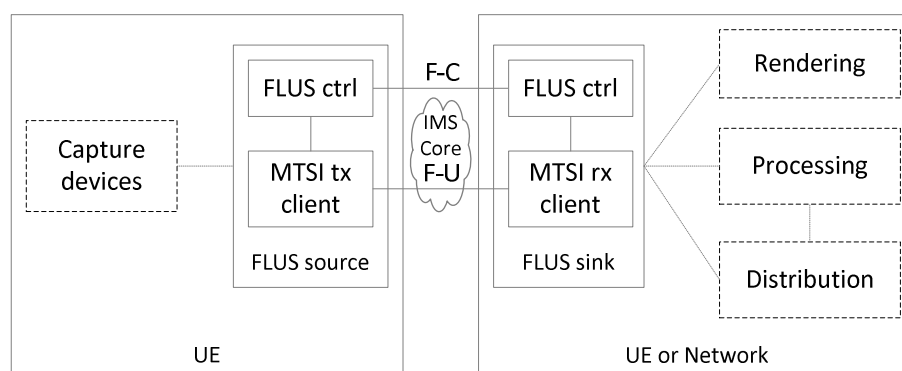 Capture
devices
FLUS ctrl
MTSI tx
client
FLUS source
UE
F-C
IMS
Core
F-U
FLUS ctrl
MTSI rx
client
FLUS sink
Rendering
Processing
Distribution
UE or Network